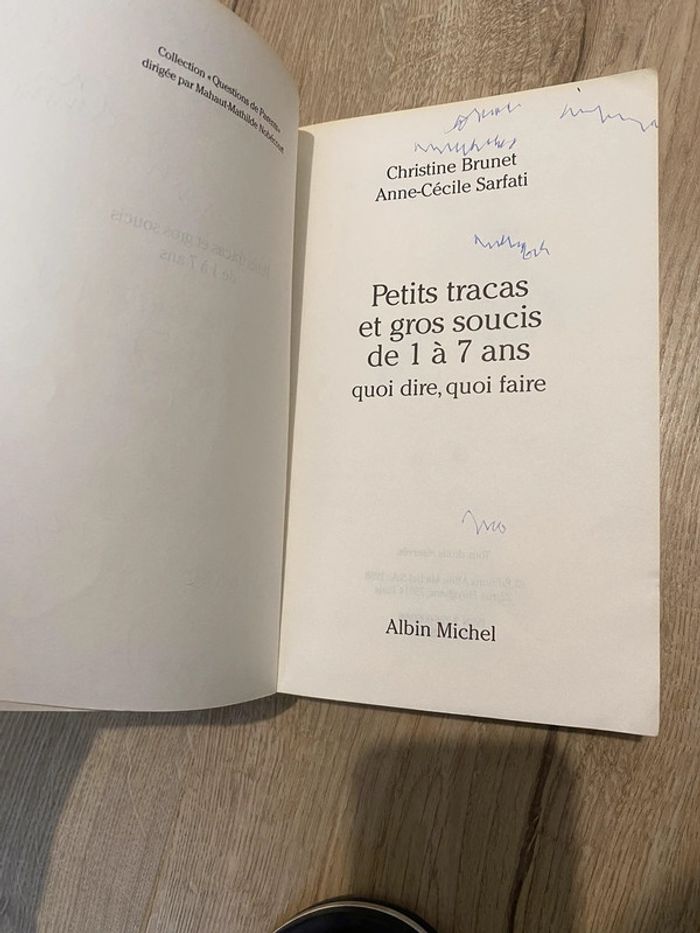 Collection « Questions de Parents »
dirigée par Mahaut-Mathilde Nobécourt
Christine Brunet
Anne-Cécile Sarfati
Petits tracas
et gros soucis
de 1 à 7 ans
quoi dire, quoi faire
Albin Michel